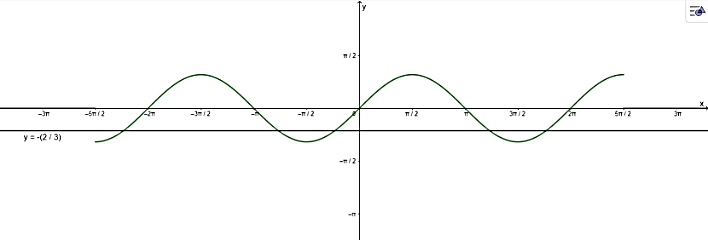 y
π / 2
x
−3π −5π / 2 −2π −3π / 2 −π −π / 2 0 π / 2 π 3π / 2 2π 5π / 2 3π
y = -(2 / 3)
−π / 2
−π